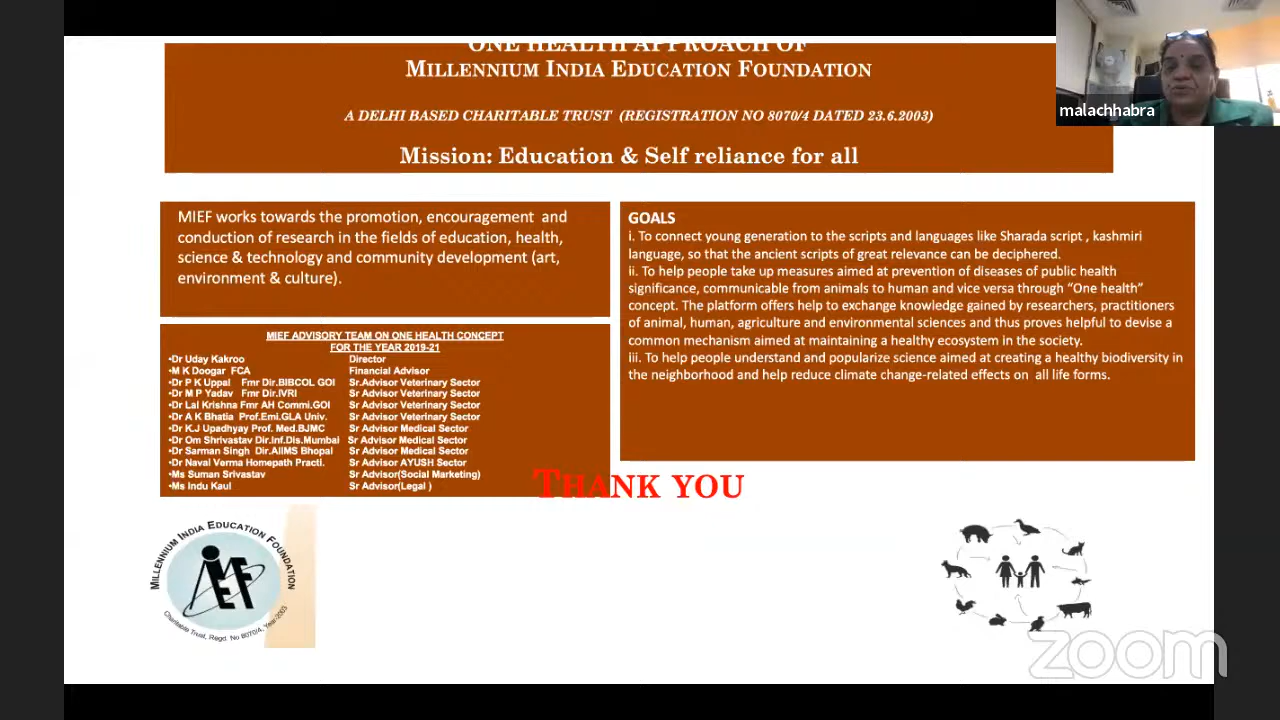 ONE HEALTH APPROACH OF
MILLENNIUM INDIA EDUCATION FOUNDATION
A DELHI BASED CHARITABLE TRUST (REGISTRATION NO 8070/4 DATED 23.6.2003)
Mission: Education & Self reliance for all
malachhabra
MIEF works towards the promotion, encouragement and
conduction of research in the fields of education, health,
science & technology and community development (art,
environment & culture).
MIEF ADVISORY TEAM ON ONE HEALTH CONCEPT
FOR THE YEAR 2019-21
•Dr Uday Kakroo Director
•M K Doogar FCA Financial Advisor
•Dr P K Uppal Fmr Dir.BIBCOL GOI Sr.Advisor Veterinary Sector
•Dr M P Yadav Fmr Dir.IVRI Sr Advisor Veterinary Sector
•Dr Lal Krishna Fmr AH Commi.GOI Sr Advisor Veterinary Sector
•Dr A K Bhatia Prof.Emi.GLA Univ. Sr Advisor Veterinary Sector
•Dr K.J Upadhyay Prof. Med.BJMC Sr Advisor Medical Sector
•Dr Om Shrivastav Dir.Inf.Dis.Mumbai Sr Advisor Medical Sector
•Dr Sarman Singh Dir.AIIMS Bhopal Sr Advisor Medical Sector
•Dr Naval Verma Homepath Practi. Sr Advisor AYUSH Sector
•Ms Suman Srivastav Sr Advisor(Social Marketing)
•Ms Indu Kaul Sr Advisor(Legal )
GOALS
i. To connect young generation to the scripts and languages like Sharada script , kashmiri
language, so that the ancient scripts of great relevance can be deciphered.
ii. To help people take up measures aimed at prevention of diseases of public health
significance, communicable from animals to human and vice versa through “One health”
concept. The platform offers help to exchange knowledge gained by researchers, practitioners
of animal, human, agriculture and environmental sciences and thus proves helpful to devise a
common mechanism aimed at maintaining a healthy ecosystem in the society.
iii. To help people understand and popularize science aimed at creating a healthy biodiversity in
the neighborhood and help reduce climate change-related effects on all life forms.
THANK YOU
MILLENNIUM INDIA EDUCATION FOUNDATION
MIEF
Charitable Trust, Regd. No 8070/4, Year-2003
zoom